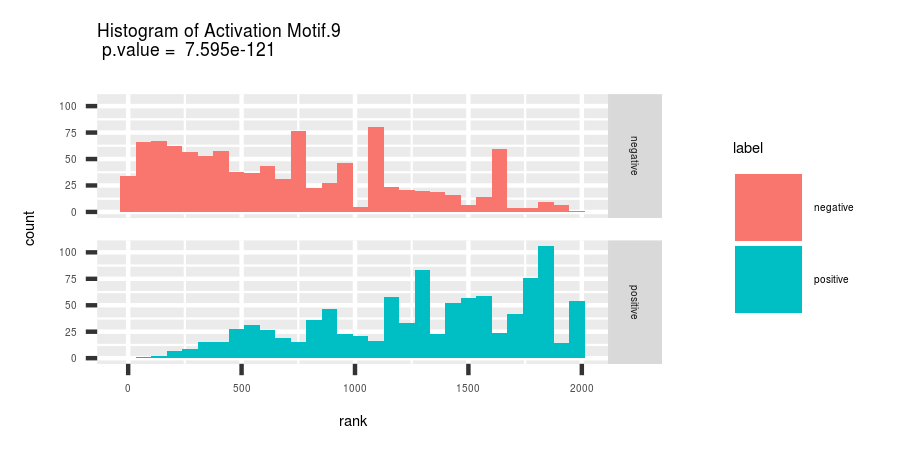 Histogram of Activation Motif.9
p.value =  7.595e-121
count
100
75
50
25
0
negative
100
75
50
25
0
positive
0 500 1000 1500 2000
rank
label
negative
positive